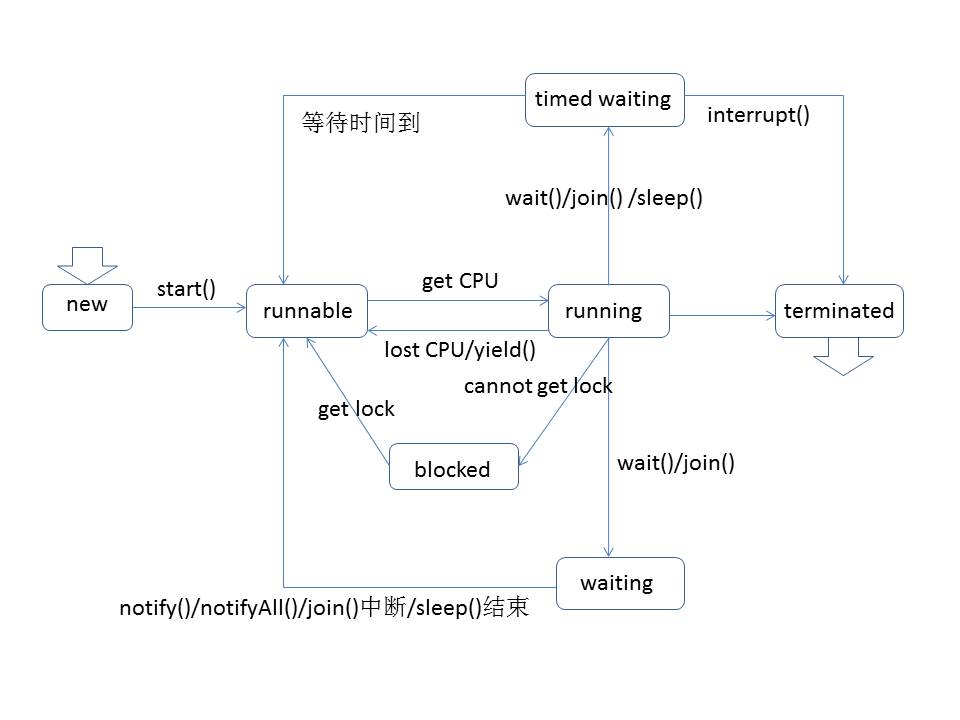 timed waiting
interrupt()
等待时间到
wait()/join() /sleep()
get CPU
start()
new
runnable
running
terminated
lost CPU/yield()
cannot get lock
get lock
blocked
wait()/join()
waiting
notify()/notifyAll()/join()中断/sleep()结束